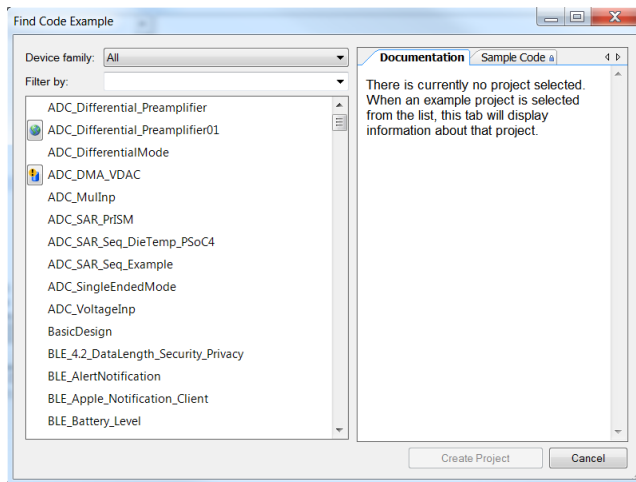 Find Code Example
Device family: All
Filter by:
ADC_Differential_Preamplifier
ADC_Differential_Preamplifier01
ADC_DifferentialMode
ADC_DMA_VDAC
ADC_MulInp
ADC_SAR_PrISM
ADC_SAR_Seq_DieTemp_PSoC4
ADC_SAR_Seq_Example
ADC_SingleEndedMode
ADC_VoltageInp
BasicDesign
BLE_4.2_DataLength_Security_Privacy
BLE_AlertNotification
BLE_Apple_Notification_Client
BLE_Battery_Level
Documentation Sample Code
There is currently no project selected.
When an example project is selected
from the list, this tab will display
information about that project.
Create Project Cancel